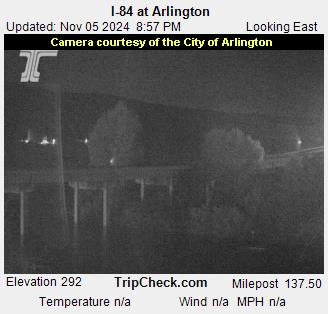 I-84 at Arlington
Updated: Nov 05 2024 8:57 PM Looking East
Camera courtesy of the City of Arlington
Elevation 292 TripCheck.com Milepost 137.50
Temperature n/a Wind n/a MPH n/a